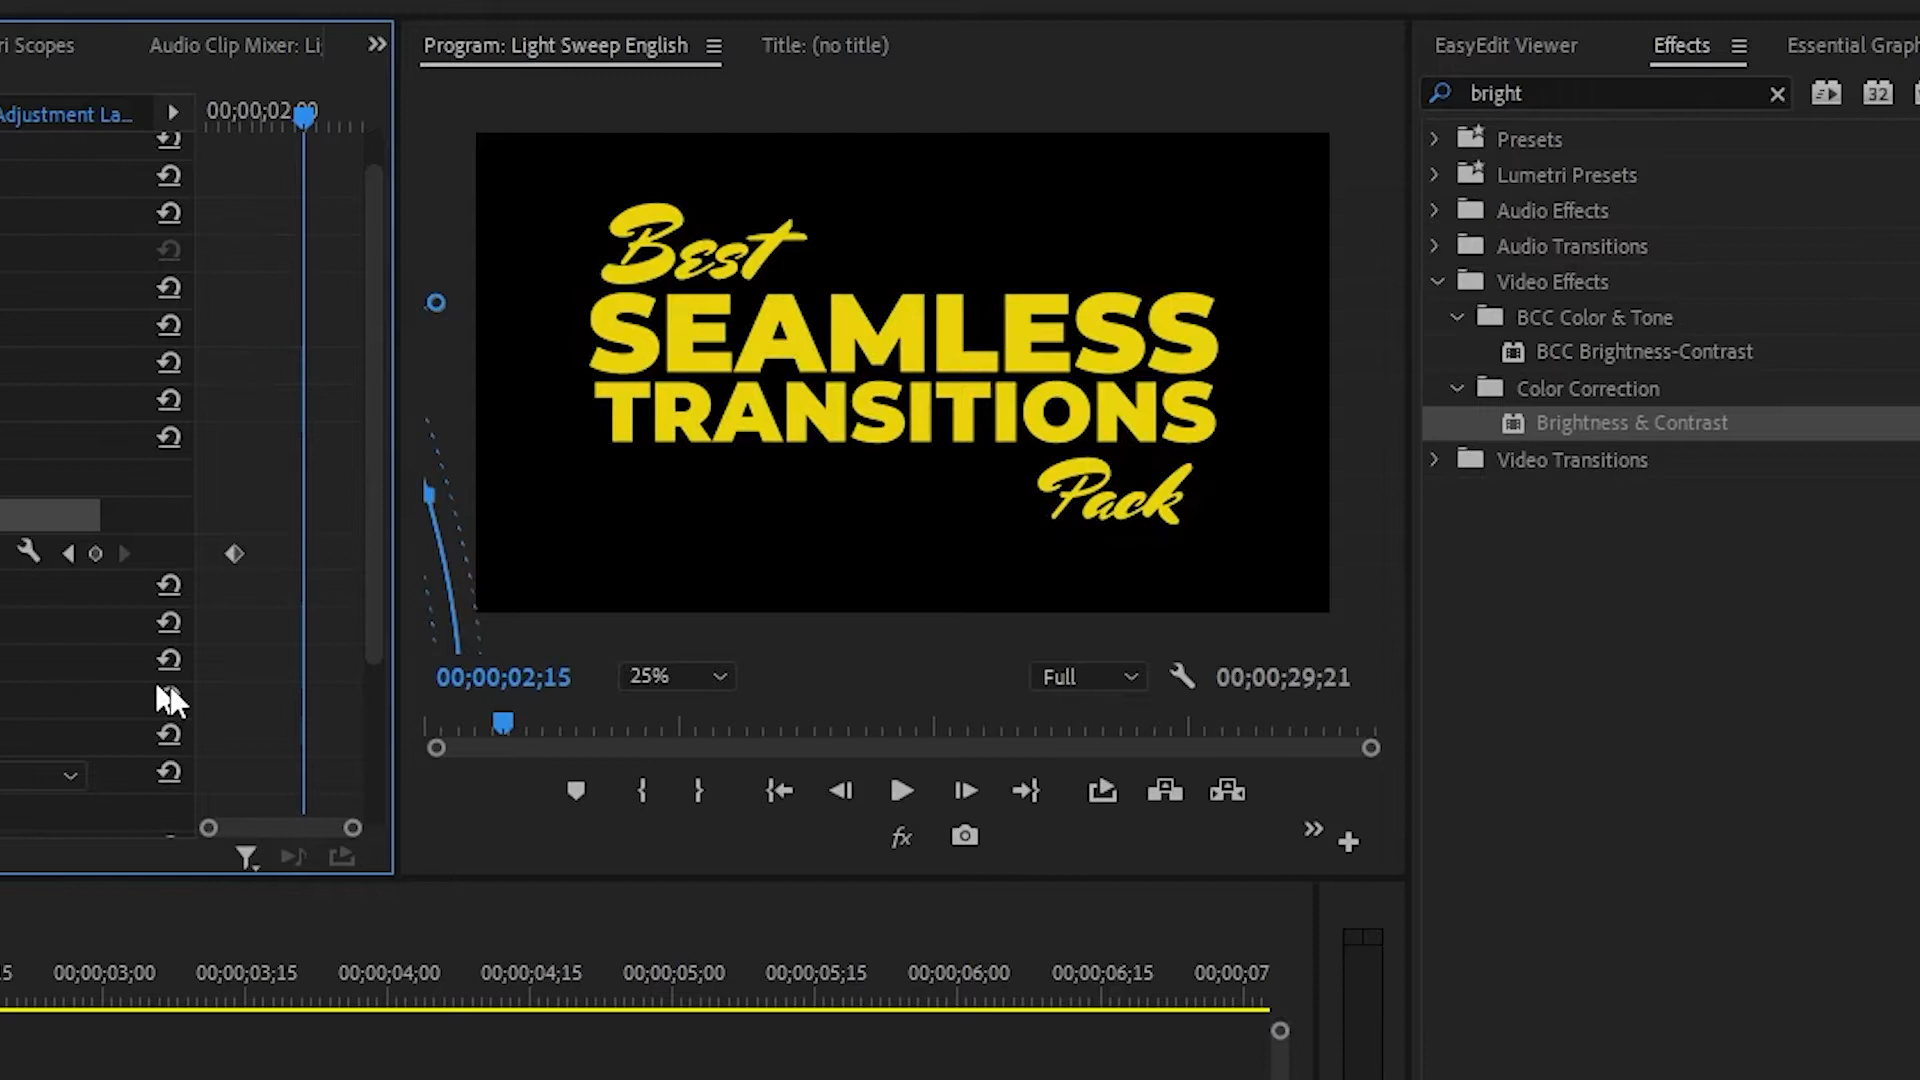 ri Scopes
Audio Clip Mixer: Li
Program: Light Sweep English
Title: (no title)
EasyEdit Viewer
Effects
Essential Graph
Adjustment La...
00;00;02;00
bright
32
Presets
Lumetri Presets
Audio Effects
Audio Transitions
Video Effects
BCC Color & Tone
BCC Brightness-Contrast
Color Correction
Brightness & Contrast
Video Transitions
Best
SEAMLESS
TRANSITIONS
Pack
00;00;02;15
25%
Full
00;00;29;21
fx
15
00;00;03;00
00;00;03;15
00;00;04;00
00;00;04;15
00;00;05;00
00;00;05;15
00;00;06;00
00;00;06;15
00;00;07